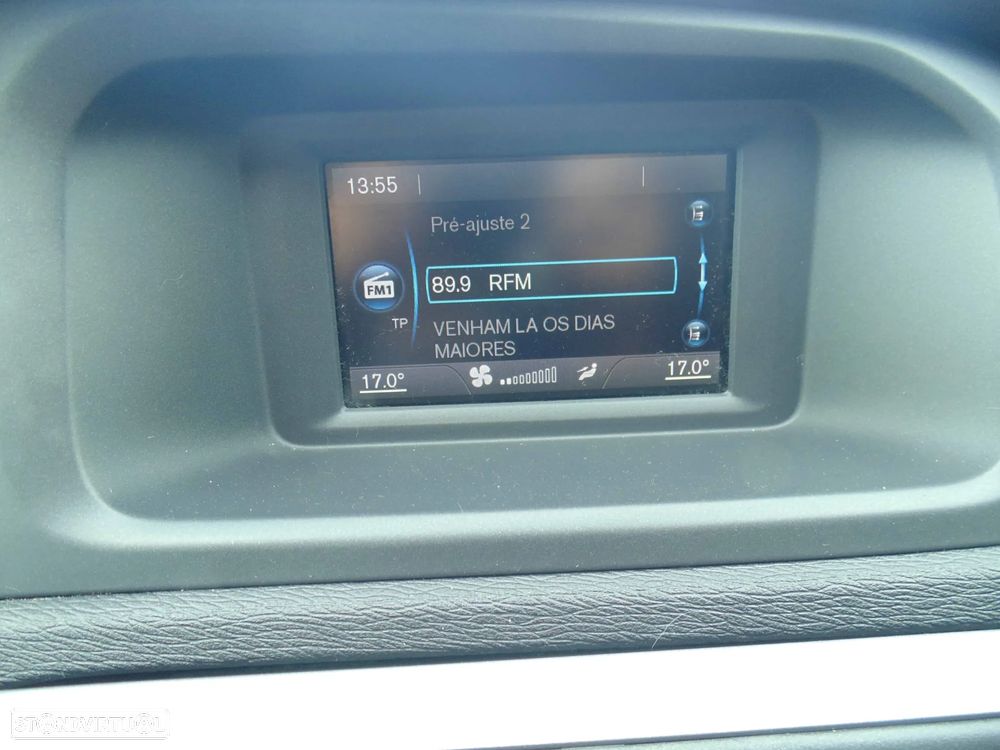 13:55
Pré-ajuste 2
FM1
89.9 RFM
TP
VENHAM LA OS DIAS
MAIORES
17.0°
17.0°
STANDVIRTUAL